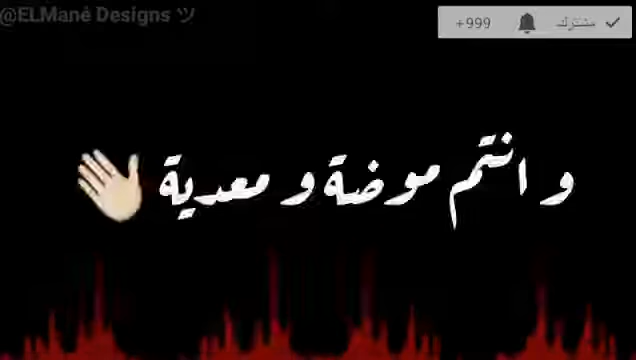 @ELMané Designs ツ
مشترك 999+
و انتم موضة و معدية 👋🏻